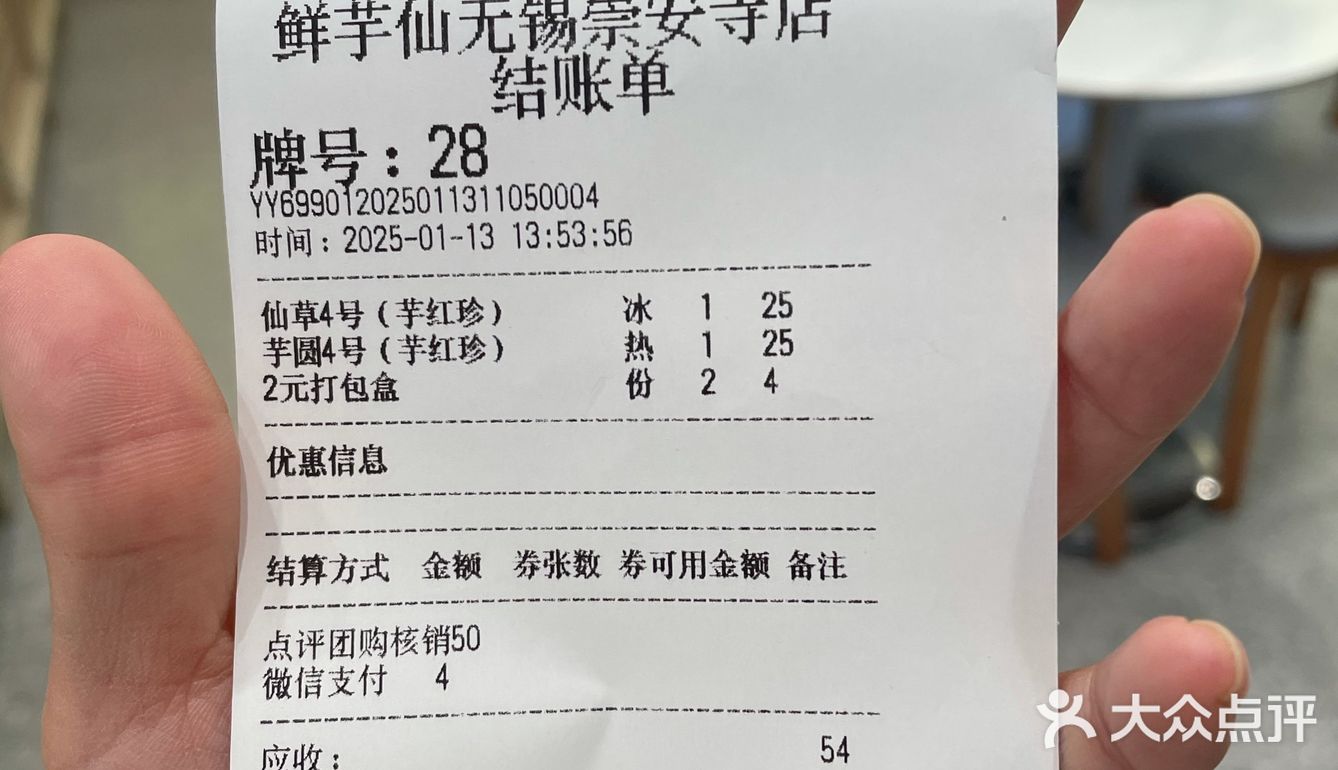 鲜芋仙无锡崇安寺店
结账单
牌号：28
YY699012025011311050004
时间：2025-01-13 13:53:56
仙草4号（芋红珍） 冰 1 25
芋圆4号（芋红珍） 热 1 25
2元打包盒 份 2 4
优惠信息
结算方式 金额 券张数 券可用金额 备注
点评团购核销50
微信支付 4
应收： 54
大众点评